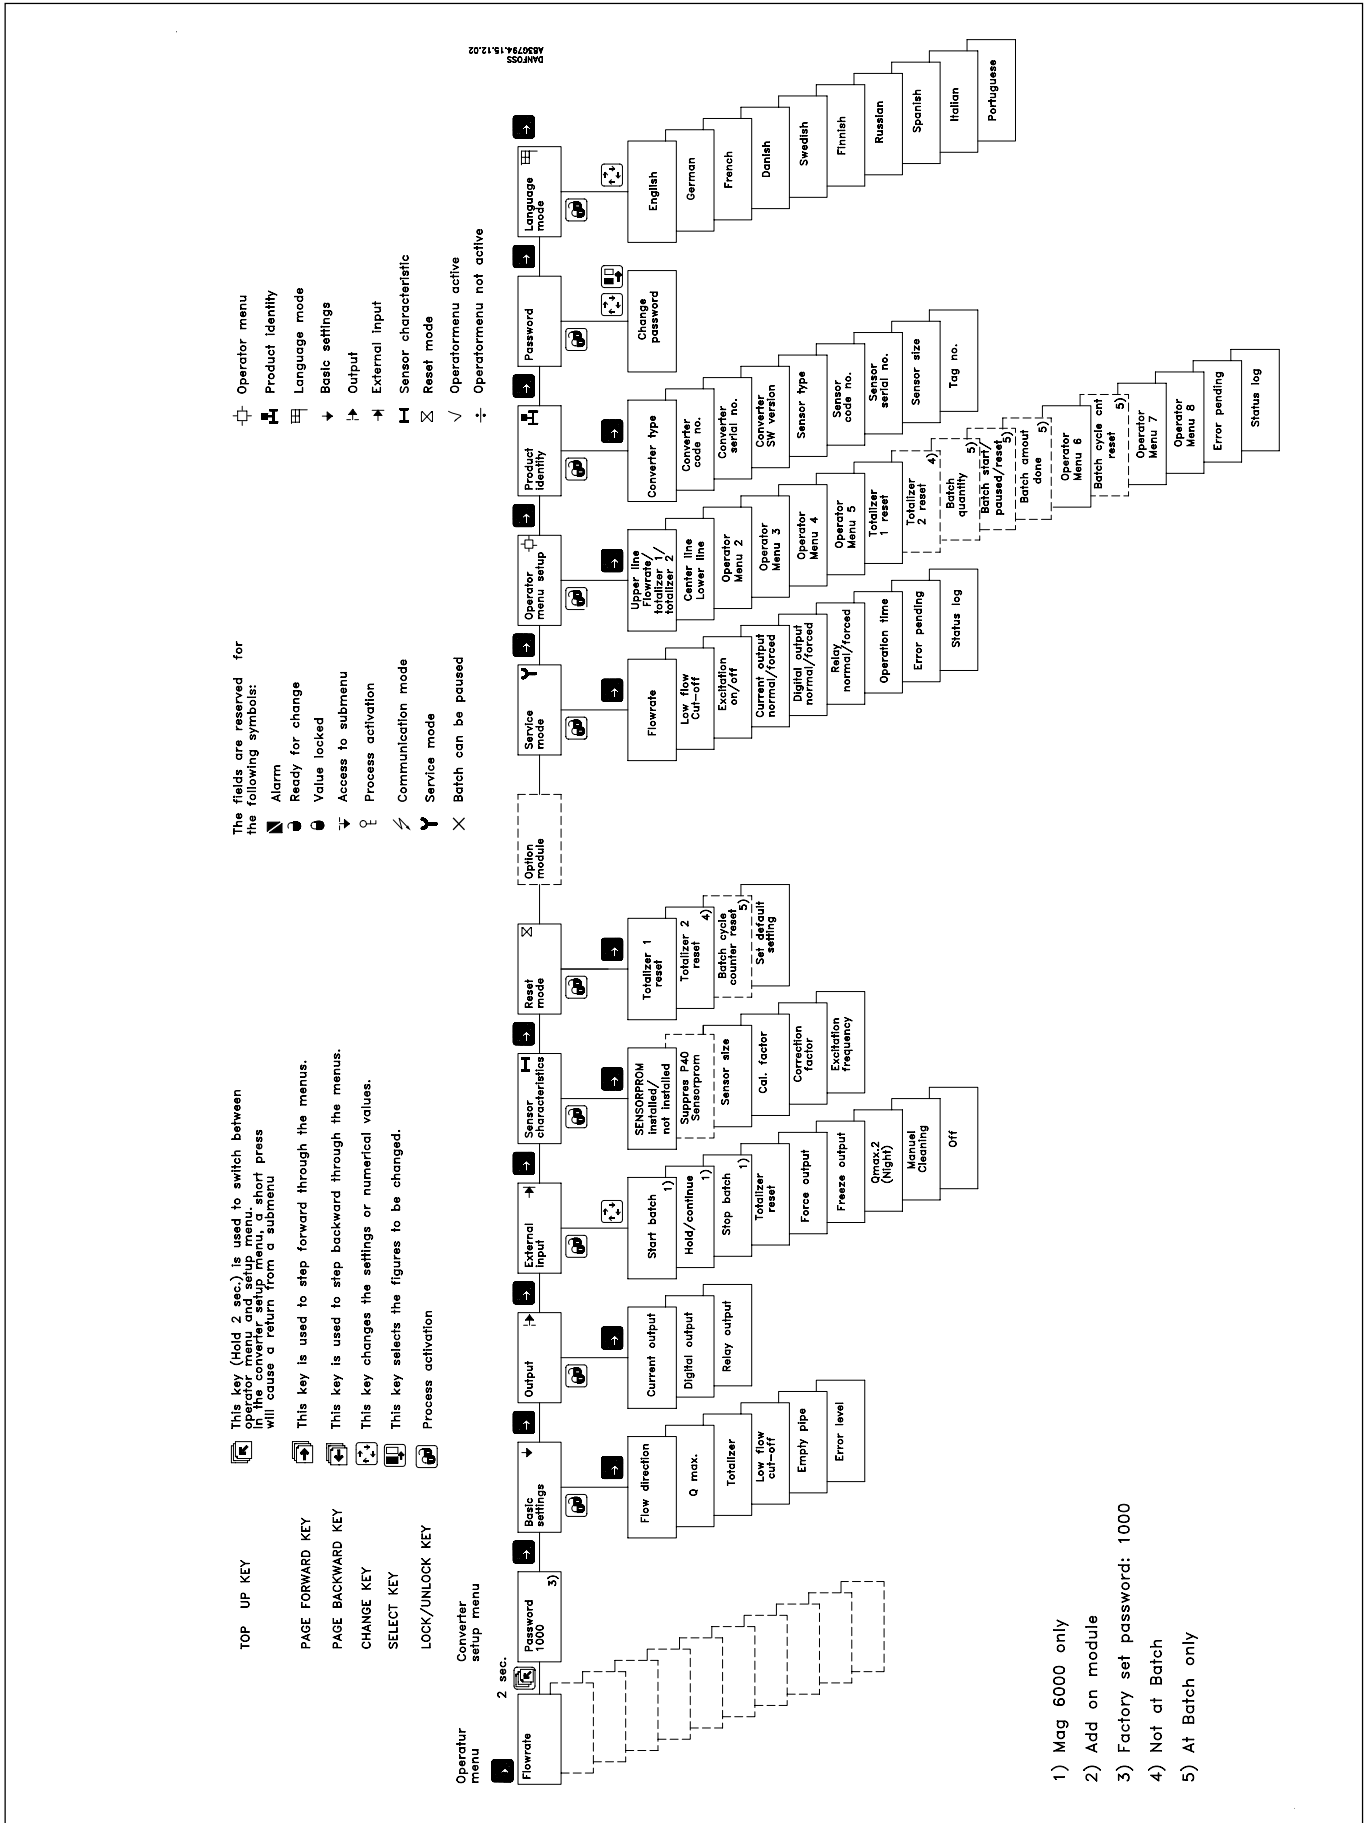 TOP UP KEY
This key (Hold 2 sec.) is used to switch between
operator menu and setup menu.
In the converter setup menu, a short press
will cause a return from a submenu
PAGE FORWARD KEY
This key is used to step forward through the menus.
PAGE BACKWARD KEY
This key is used to step backward through the menus.
CHANGE KEY
This key changes the settings or numerical values.
SELECT KEY
This key selects the figures to be changed.
LOCK/UNLOCK KEY
Process activation
The fields are reserved for
the following symbols:
Alarm
Ready for change
Value locked
Access to submenu
Process activation
Communication mode
Service mode
Batch can be paused
Operator menu
Product identity
Language mode
Basic settings
Output
External input
Sensor characteristic
Reset mode
Operatormenu active
Operatormenu not active
DANFOSS
A830794.15.12.02
Operatur
menu
2 sec.
Converter
setup menu
Flowrate
Password
1000
3)
Basic
settings
Flow direction
Q max.
Totalizer
Low flow
cut-off
Empty pipe
Error level
Output
Current output
Digital output
Relay output
External
input
Start batch
1)
Hold/continue
1)
Stop batch
1)
Totalizer
reset
Force output
Freeze output
Qmax.2
(Night)
Manuel
Cleaning
Off
Sensor
characteristics
SENSORPROM
installed/
not installed
Suppres P40
Sensorprom
Sensor size
Cal. factor
Correction
factor
Excitation
frequency
Reset
mode
Totalizer 1
reset
Totalizer 2
reset
4)
Batch cycle
counter reset
5)
Set default
setting
Option
module
Service
mode
Flowrate
Low flow
Cut-off
Excitation
on/off
Current output
normal/forced
Digital output
normal/forced
Relay
normal/forced
Operation time
Error pending
Status log
Operator
menu setup
Upper line
Flowrate/
totalizer 1/
totalizer 2
Center line
Lower line
Operator
Menu 2
Operator
Menu 3
Operator
Menu 4
Operator
Menu 5
Totalizer
1 reset
Totalizer
2 reset
4)
Batch
quantity
5)
Batch start/
paused/reset
5)
Batch amout
done
5)
Operator
Menu 6
Batch cycle cnt
reset
5)
Operator
Menu 7
Operator
Menu 8
Error pending
Status log
Product
identity
Converter type
Converter
code no.
Converter
serial no.
Converter
SW version
Sensor type
Sensor
code no.
Sensor
serial no.
Sensor size
Tag no.
Password
Change
password
Language
mode
English
German
French
Danish
Swedish
Finnish
Russian
Spanish
Italian
Portuguese
1) Mag 6000 only
2) Add on module
3) Factory set password: 1000
4) Not at Batch
5) At Batch only